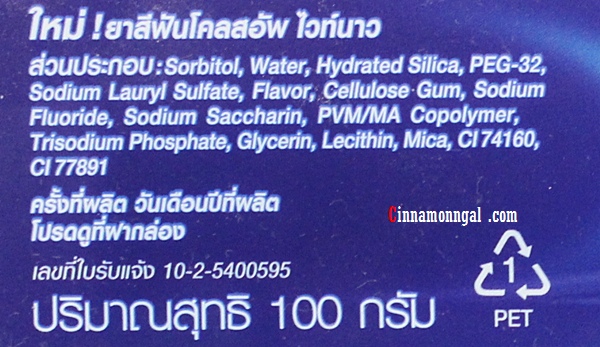 ใหม่ ! ยาสีฟันโคลสอัพ ไวท์นาว
ส่วนประกอบ : Sorbitol, Water, Hydrated Silica, PEG-32,
Sodium Lauryl Sulfate, Flavor, Cellulose Gum, Sodium
Fluoride, Sodium Saccharin, PVM/MA Copolymer,
Trisodium Phosphate, Glycerin, Lecithin, Mica, CI 74160,
CI 77891
ครั้งที่ผลิต วันเดือนปีที่ผลิต
โปรดดูที่ฝากล่อง
Cinnamonngal .com
เลขที่ใบรับแจ้ง 10-2-5400595
ปริมาณสุทธิ 100 กรัม
1
PET